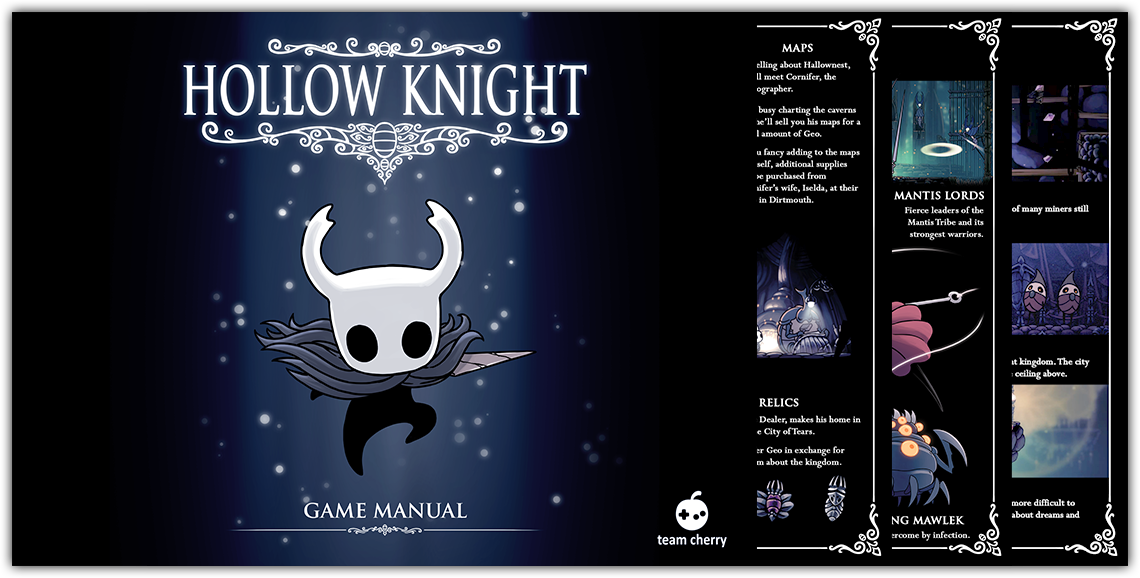 HOLLOW KNIGHT
GAME MANUAL
team cherry
MAPS
elling about Hallownest,
ll meet Cornifer, the
ographer.
busy charting the caverns
he'll sell you his maps for a
l amount of Geo.
u fancy adding to the maps
self, additional supplies
be purchased from
nifer's wife, Iselda, at their
in Dirtmouth.
RELICS
Dealer, makes his home in
e City of Tears.
er Geo in exchange for
m about the kingdom.
MANTIS LORDS
Fierce leaders of the
Mantis Tribe and its
strongest warriors.
NG MAWLEK
ercome by infection.
of many miners still
nt kingdom. The city
ceiling above.
more difficult to
about dreams and